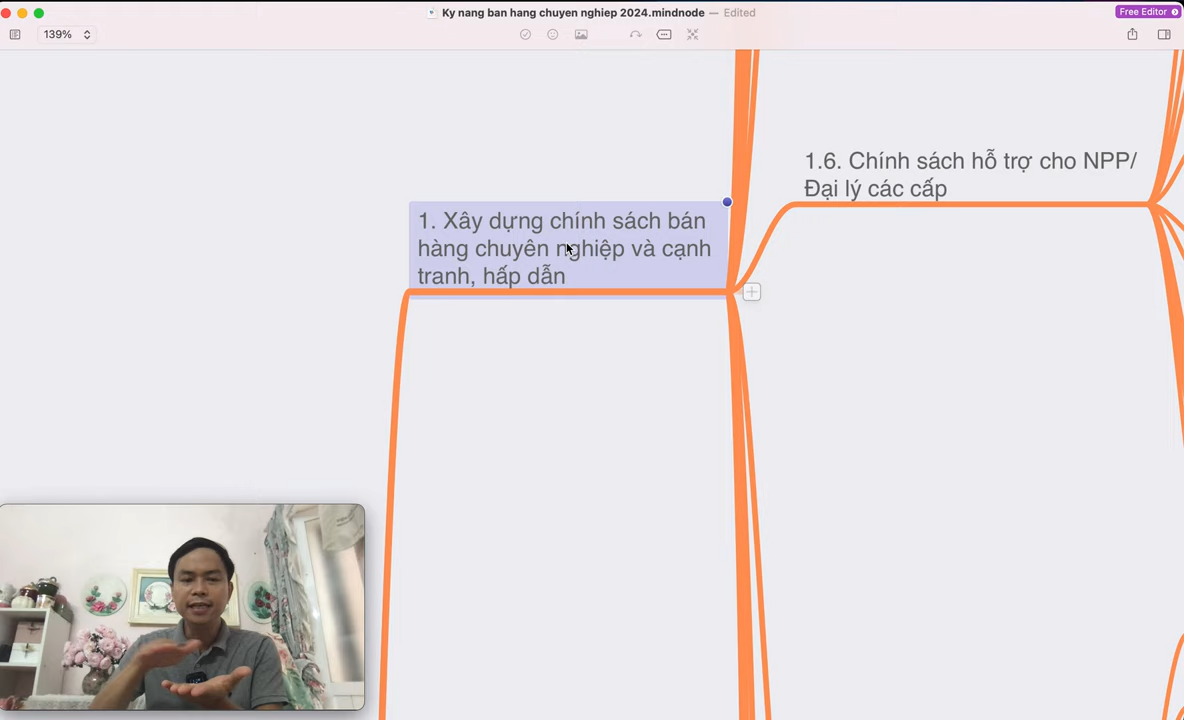 Ky nang ban hang chuyen nghiep 2024.mindnode — Edited
Free Editor
139%
1.6. Chính sách hỗ trợ cho NPP/
Đại lý các cấp
1. Xây dựng chính sách bán
hàng chuyên nghiệp và cạnh
tranh, hấp dẫn